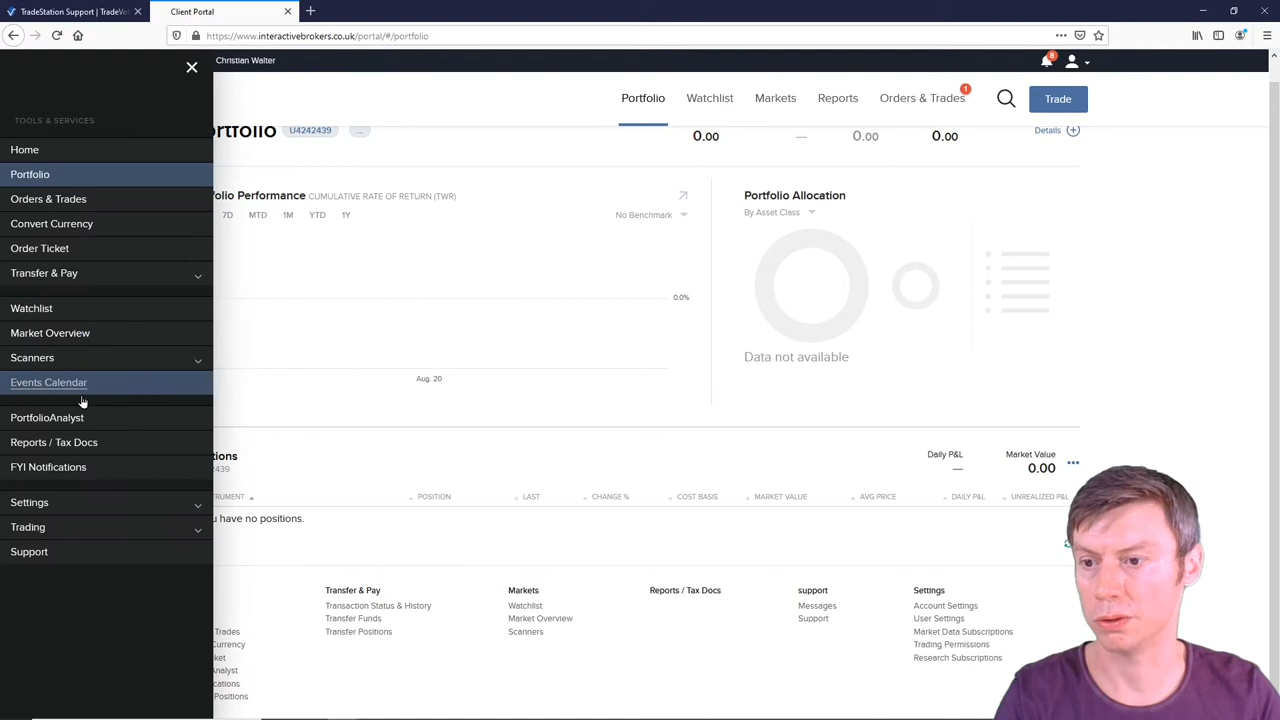 TradeStation Support | TradeVo
Client Portal
https://www.interactivebrokers.co.uk/portal/#/portfolio
Christian Walter
8
TOOLS & SERVICES
Home
Portfolio
Orders & Trades
Convert Currency
Order Ticket
Transfer & Pay
Watchlist
Market Overview
Scanners
Events Calendar
PortfolioAnalyst
Reports / Tax Docs
FYI Notifications
Settings
Trading
Support
Portfolio
Watchlist
Markets
Reports
Orders & Trades
1
Trade
ortfolio
U4242439
...
0.00
—
0.00
0.00
Details
folio Performance CUMULATIVE RATE OF RETURN (TWR)
7D
MTD
1M
YTD
1Y
No Benchmark
0.0%
Aug. 20
Portfolio Allocation
By Asset Class
Data not available
tions
439
Daily P&L
—
Market Value
0.00
TRUMENT
POSITION
LAST
CHANGE %
COST BASIS
MARKET VALUE
AVG PRICE
DAILY P&L
UNREALIZED P&L
u have no positions.
Trades
Currency
ket
Analyst
cations
Positions
Transfer & Pay
Transaction Status & History
Transfer Funds
Transfer Positions
Markets
Watchlist
Market Overview
Scanners
Reports / Tax Docs
support
Messages
Support
Settings
Account Settings
User Settings
Market Data Subscriptions
Trading Permissions
Research Subscriptions